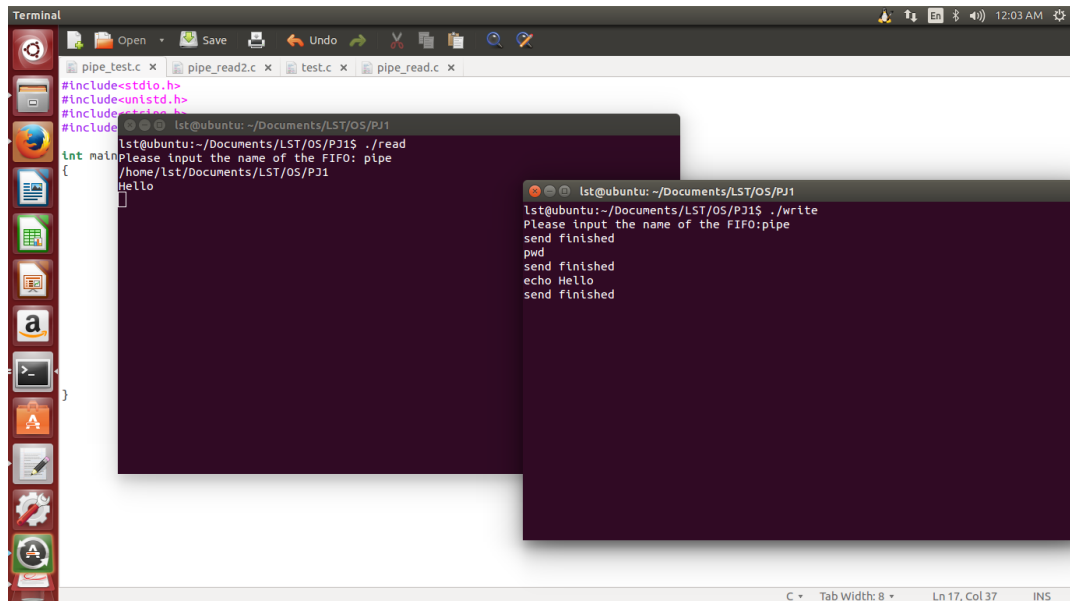 Terminal
En
12:03 AM
Open
Save
Undo
pipe_test.c
pipe_read2.c
test.c
pipe_read.c
#include<stdio.h>
#include<unistd.h>
#include<string.h>
#include
int main
{
}
lst@ubuntu: ~/Documents/LST/OS/PJ1
lst@ubuntu:~/Documents/LST/OS/PJ1$ ./read
Please input the name of the FIFO: pipe
/home/lst/Documents/LST/OS/PJ1
Hello
lst@ubuntu: ~/Documents/LST/OS/PJ1
lst@ubuntu:~/Documents/LST/OS/PJ1$ ./write
Please input the name of the FIFO:pipe
send finished
pwd
send finished
echo Hello
send finished
C
Tab Width: 8
Ln 17, Col 37
INS